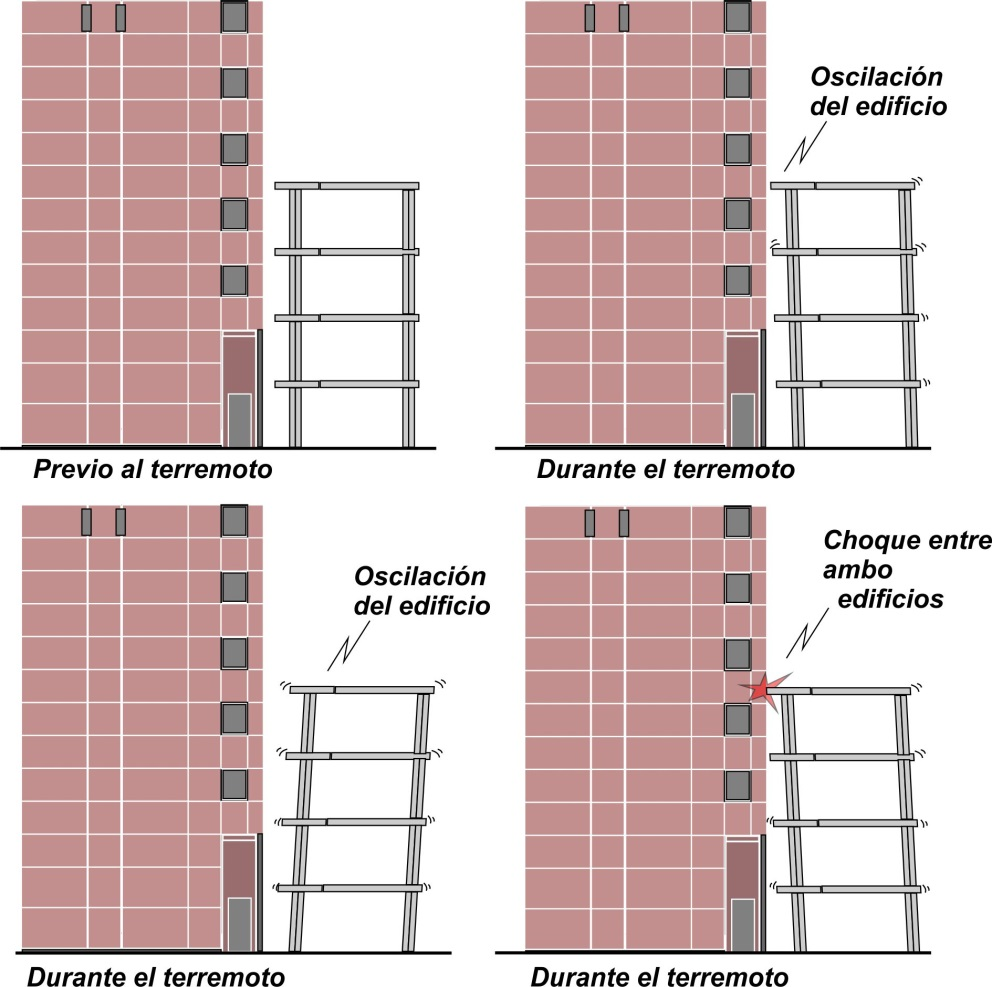 Oscilación
del edificio
Previo al terremoto
Durante el terremoto
Oscilación
del edificio
Choque entre
ambo
edificios
Durante el terremoto
Durante el terremoto